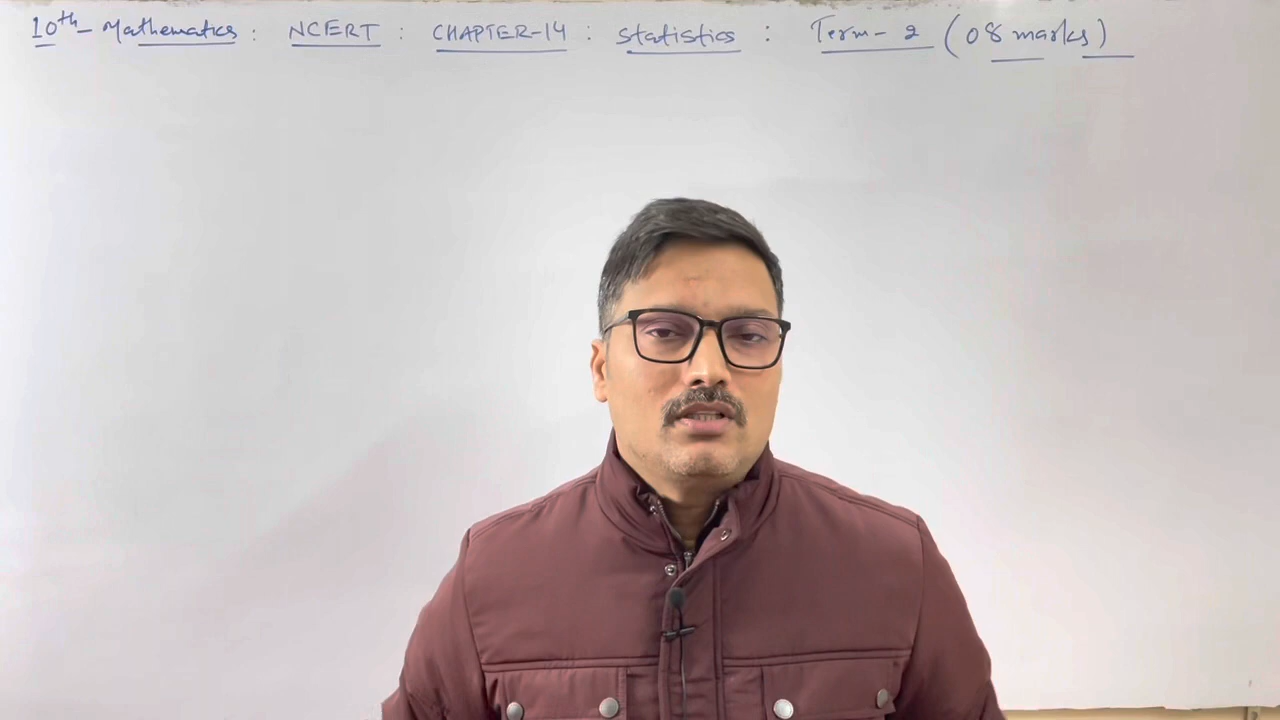 10th- Mathematics : NCERT : CHAPTER-14 : Statistics : Term-2 (08 marks)